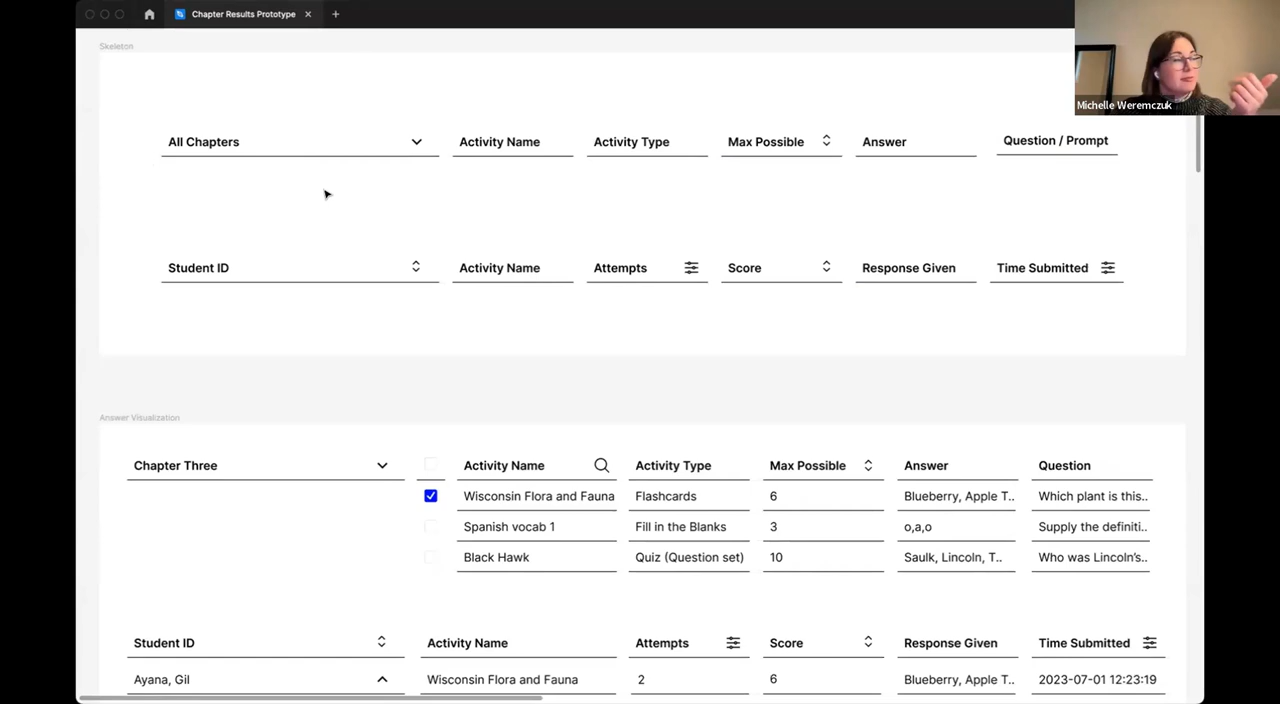 Chapter Results Prototype
Skeleton
Michelle Weremczuk
All Chapters Activity Name Activity Type Max Possible Answer Question / Prompt
Student ID Activity Name Attempts Score Response Given Time Submitted
Answer Visualization
Chapter Three Activity Name Activity Type Max Possible Answer Question
Wisconsin Flora and Fauna Flashcards 6 Blueberry, Apple T.. Which plant is this..
Spanish vocab 1 Fill in the Blanks 3 o,a,o Supply the definiti..
Black Hawk Quiz (Question set) 10 Saulk, Lincoln, T.. Who was Lincoln's..
Student ID Activity Name Attempts Score Response Given Time Submitted
Ayana, Gil Wisconsin Flora and Fauna 2 6 Blueberry, Apple T.. 2023-07-01 12:23:19